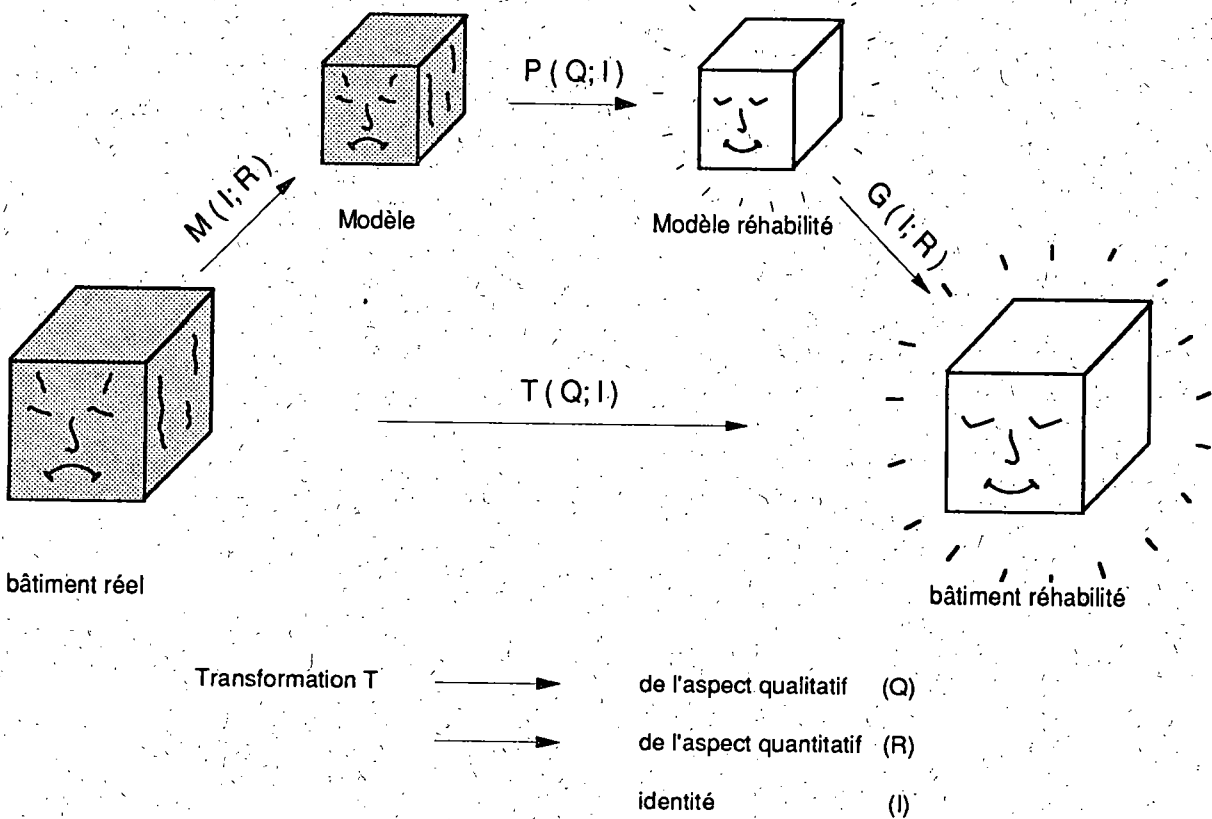 P ( Q; I )
M ( I; R )
Modèle
Modèle réhabilité
G ( I; R )
T ( Q; I )
bâtiment réel
bâtiment réhabilité
Transformation T
de l'aspect qualitatif (Q)
de l'aspect quantitatif (R)
identité (I)